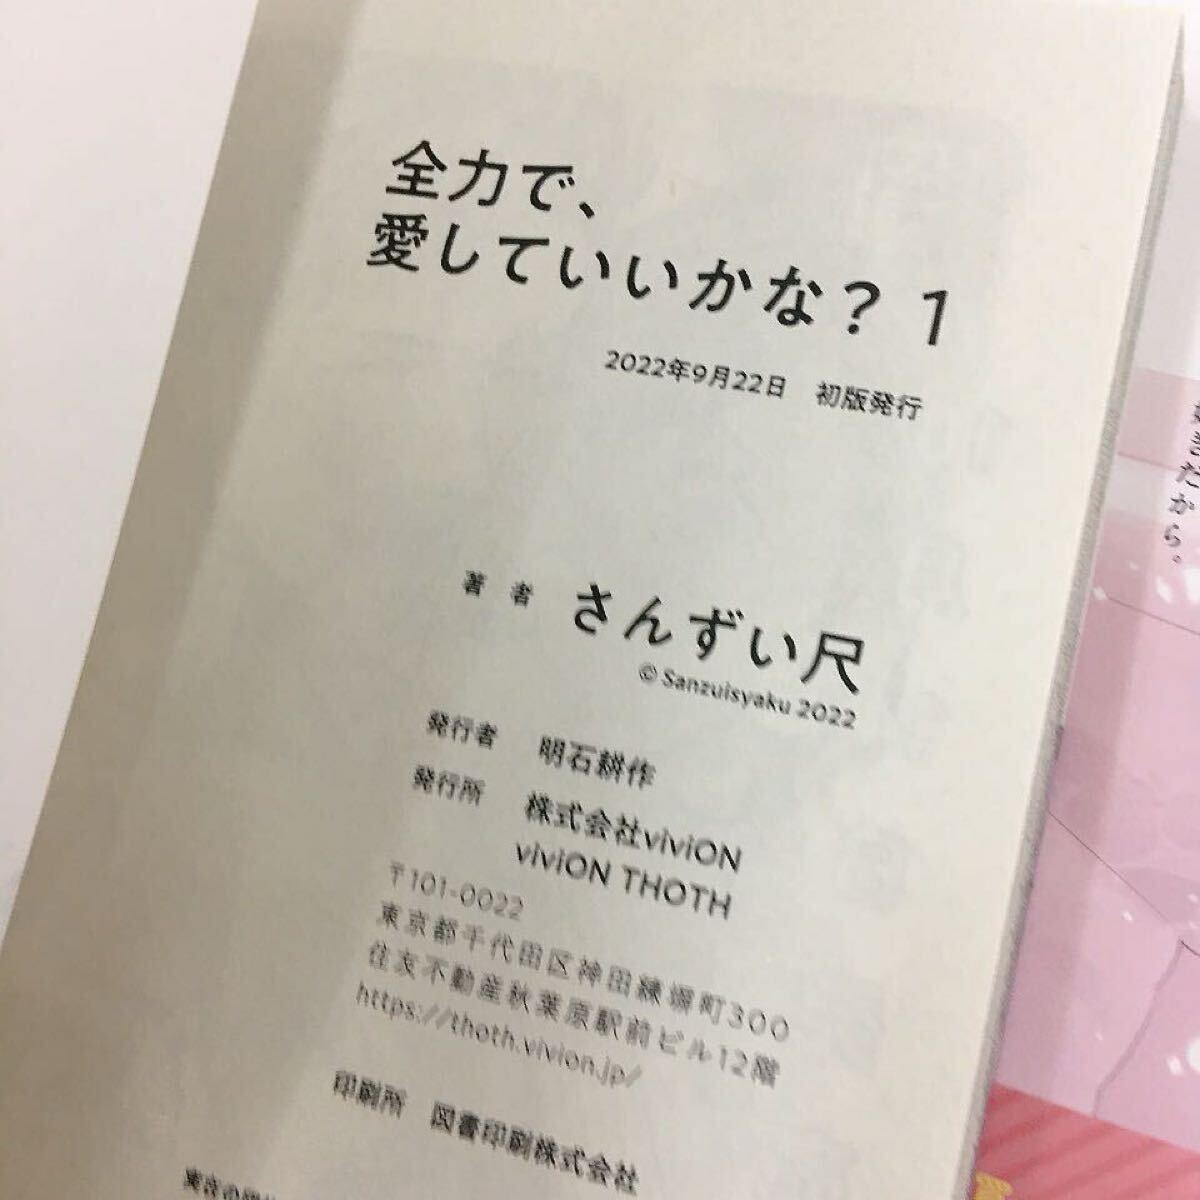 全力で、
愛していいかな？ 1
2022年9月22日　初版発行
著者　さんずい尺
© Sanzuisyaku 2022
発行者　明石耕作
発行所　株式会社viviON
viviON THOTH
〒101-0022
東京都千代田区神田練塀町300
住友不動産秋葉原駅前ビル12階
https://thoth.vivion.jp/
印刷所　図書印刷株式会社
きだから。